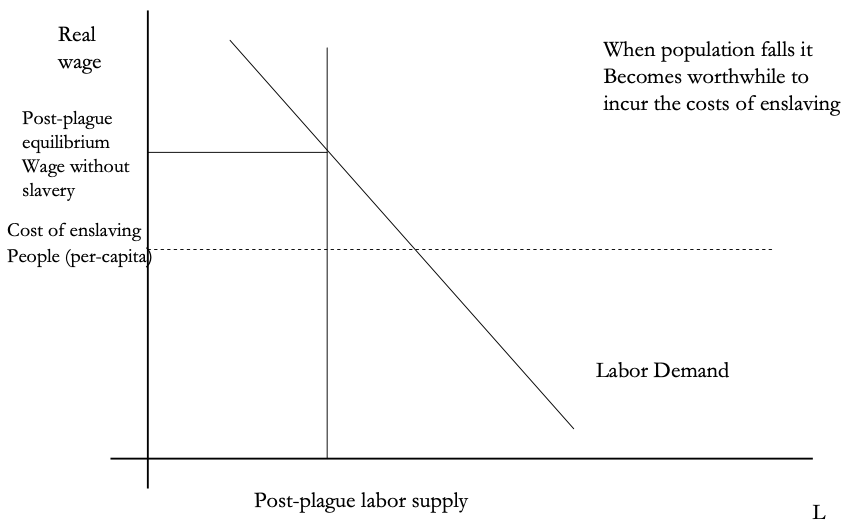 Real
wage
When population falls it
Becomes worthwhile to
incur the costs of enslaving
Post-plague
equilibrium
Wage without
slavery
Cost of enslaving
People (per-capita)
Labor Demand
Post-plague labor supply
L